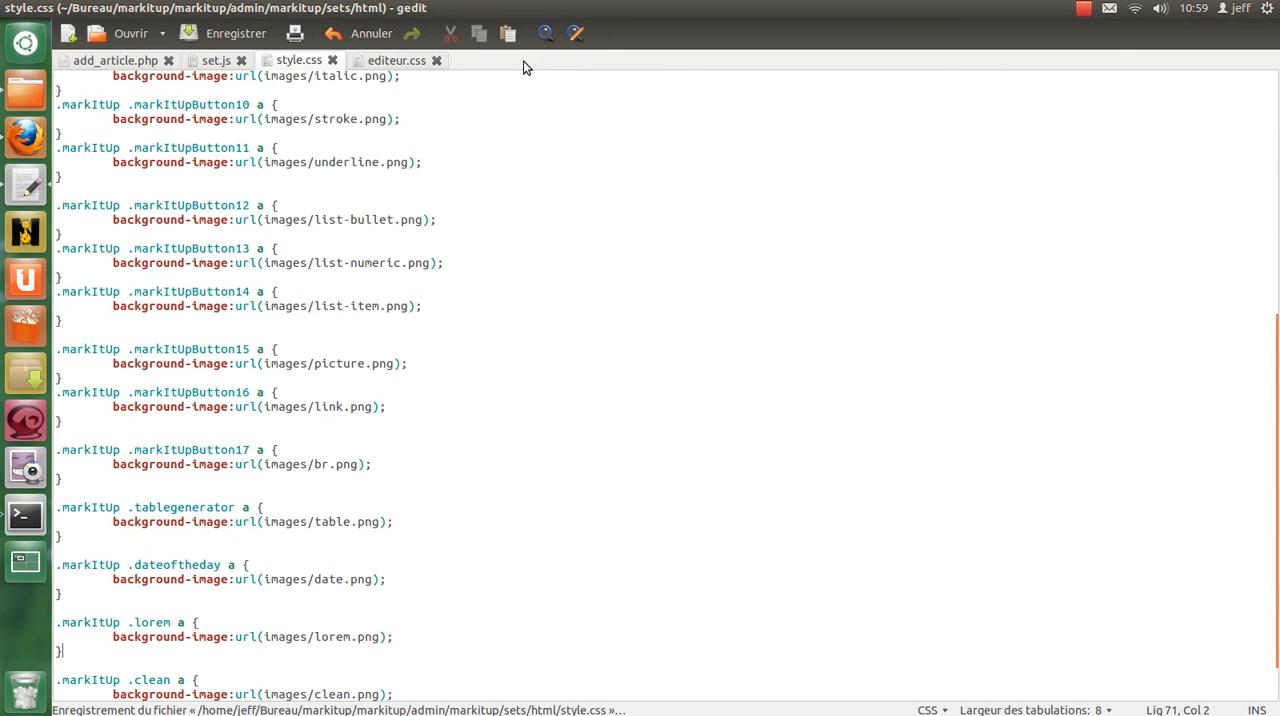 style.css (~/Bureau/markitup/markitup/admin/markitup/sets/html) - gedit
10:59 jeff
Ouvrir Enregistrer Annuler
add_article.php set.js style.css editeur.css
background-image:url(images/italic.png);
}
.markItUp .markItUpButton10 a {
background-image:url(images/stroke.png);
}
.markItUp .markItUpButton11 a {
background-image:url(images/underline.png);
}
.markItUp .markItUpButton12 a {
background-image:url(images/list-bullet.png);
}
.markItUp .markItUpButton13 a {
background-image:url(images/list-numeric.png);
}
.markItUp .markItUpButton14 a {
background-image:url(images/list-item.png);
}
.markItUp .markItUpButton15 a {
background-image:url(images/picture.png);
}
.markItUp .markItUpButton16 a {
background-image:url(images/link.png);
}
.markItUp .markItUpButton17 a {
background-image:url(images/br.png);
}
.markItUp .tablegenerator a {
background-image:url(images/table.png);
}
.markItUp .dateoftheday a {
background-image:url(images/date.png);
}
.markItUp .lorem a {
background-image:url(images/lorem.png);
}
.markItUp .clean a {
background-image:url(images/clean.png);
Enregistrement du fichier « /home/jeff/Bureau/markitup/markitup/admin/markitup/sets/html/style.css »… CSS Largeur des tabulations: 8 Lig 71, Col 2 INS